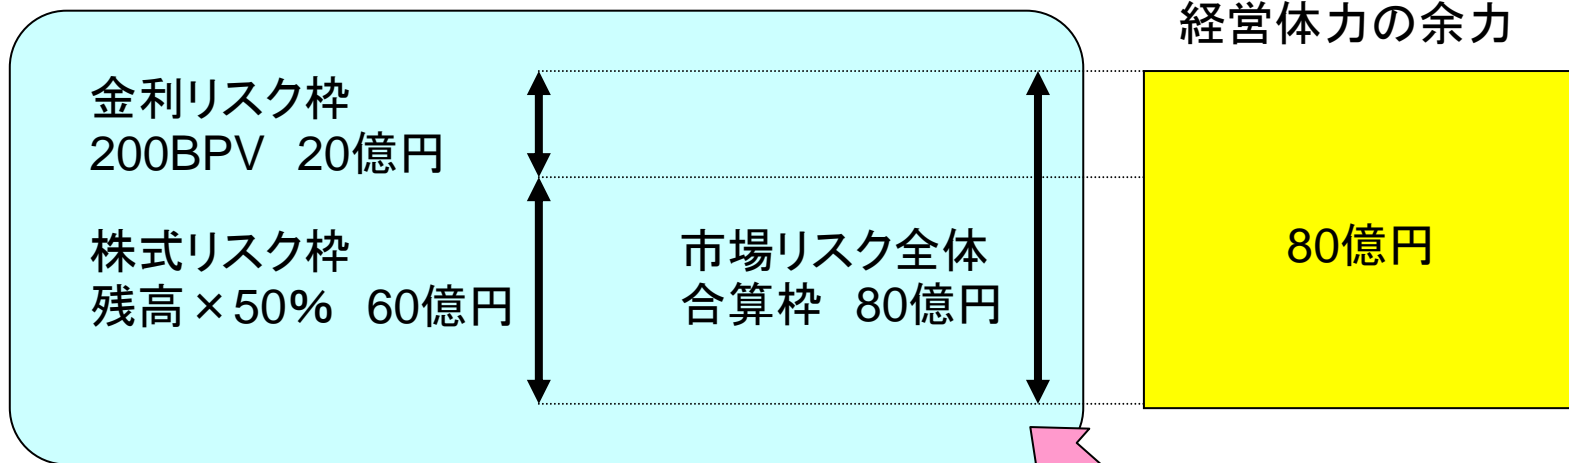 経営体力の余力
金利リスク枠
200BPV　20億円
株式リスク枠
残高×50%　60億円
市場リスク全体
合算枠　80億円
80億円